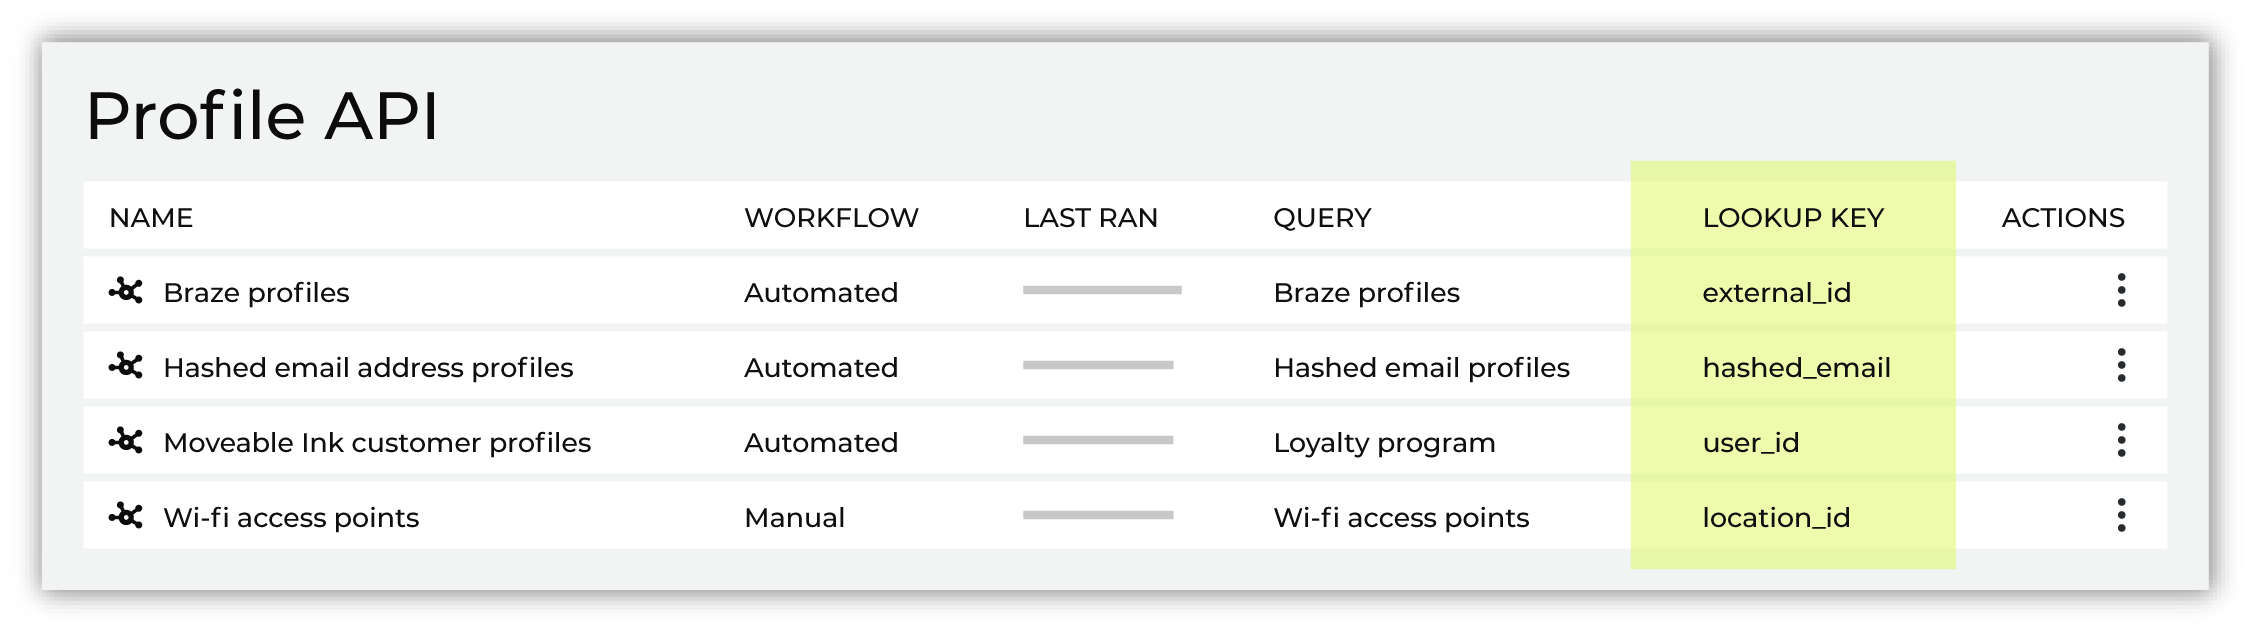 Profile API
NAME WORKFLOW LAST RAN QUERY LOOKUP KEY ACTIONS
Braze profiles Automated Braze profiles external_id
Hashed email address profiles Automated Hashed email profiles hashed_email
Moveable Ink customer profiles Automated Loyalty program user_id
Wi-fi access points Manual Wi-fi access points location_id